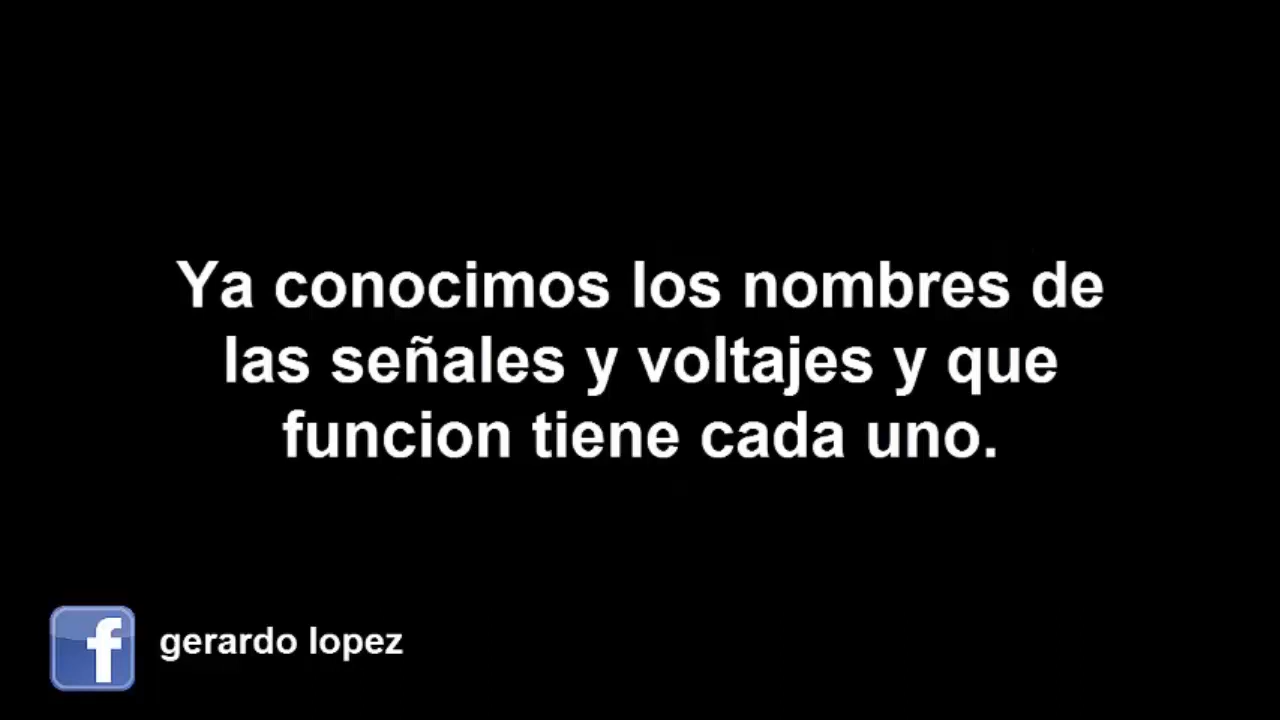 Ya conocimos los nombres de
las señales y voltajes y que
funcion tiene cada uno.
f gerardo lopez